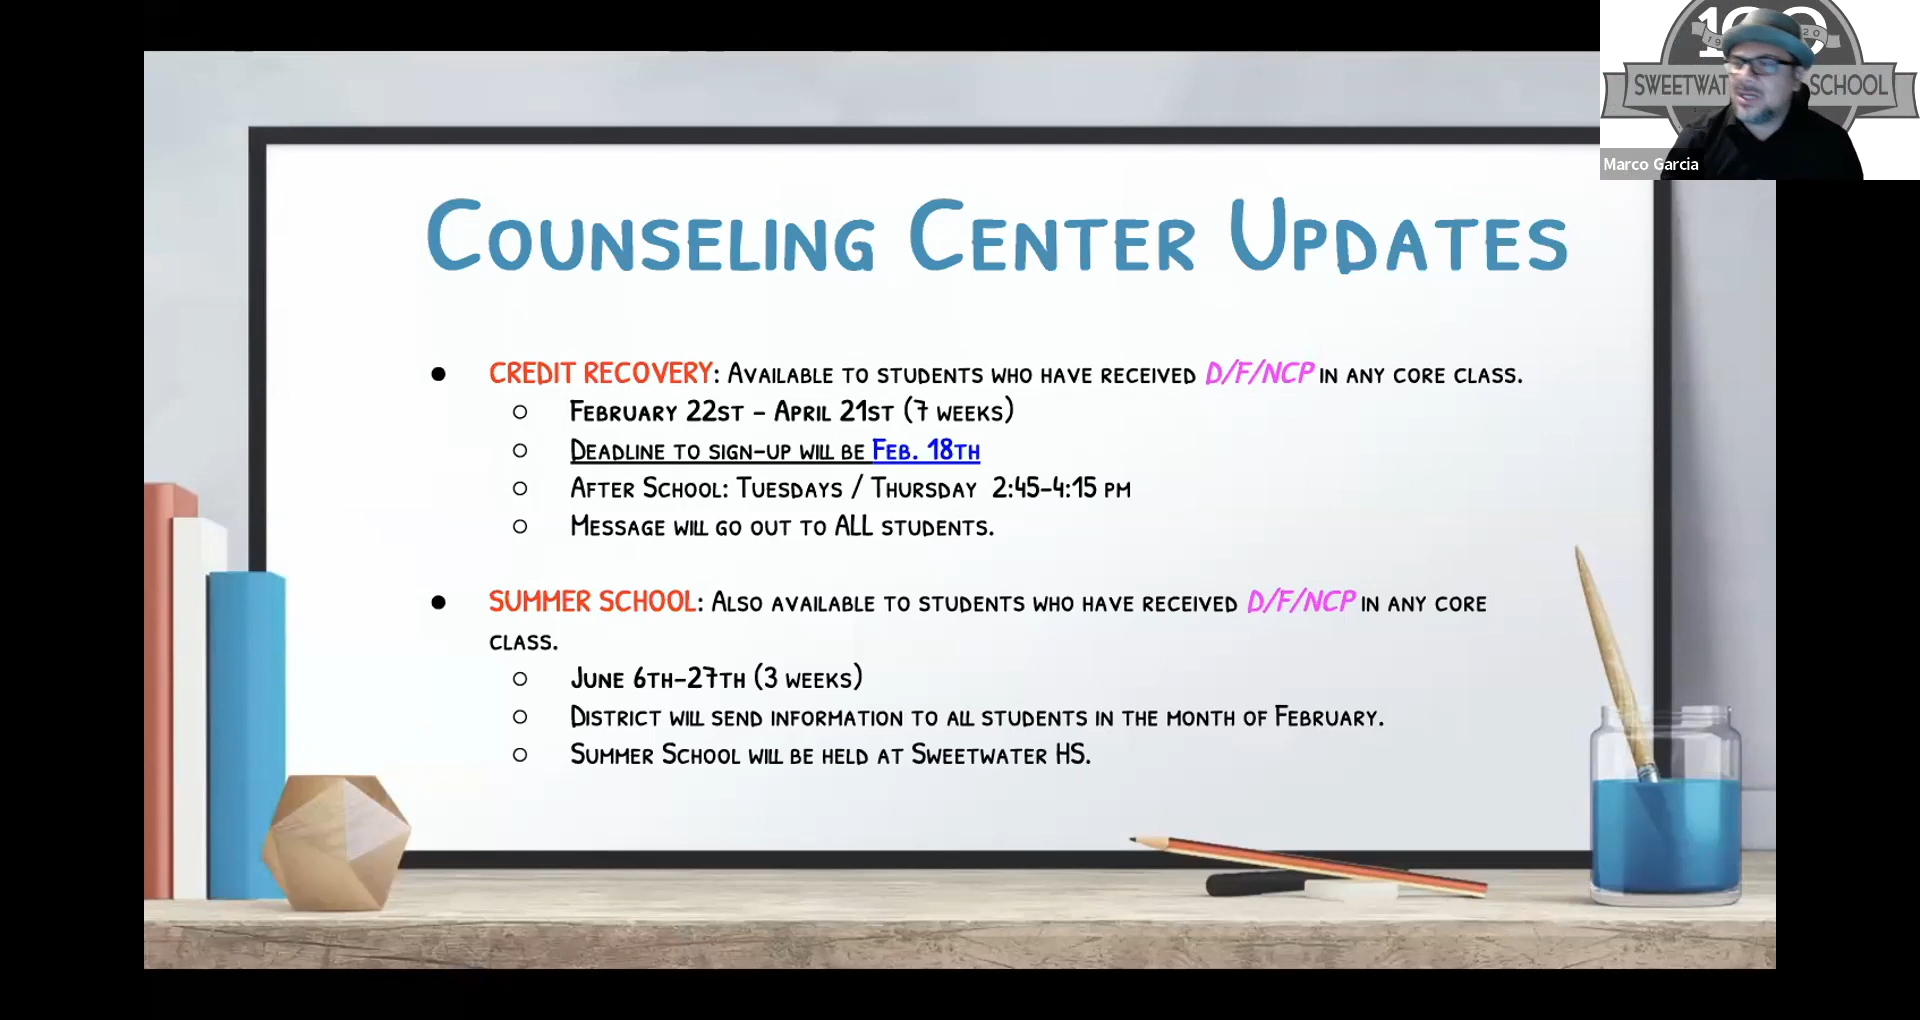 COUNSELING CENTER UPDATES
● CREDIT RECOVERY: AVAILABLE TO STUDENTS WHO HAVE RECEIVED D/F/NCP IN ANY CORE CLASS.
○ FEBRUARY 22ST - APRIL 21ST (7 WEEKS)
○ DEADLINE TO SIGN-UP WILL BE FEB. 18TH
○ AFTER SCHOOL: TUESDAYS / THURSDAY 2:45-4:15 PM
○ MESSAGE WILL GO OUT TO ALL STUDENTS.
● SUMMER SCHOOL: ALSO AVAILABLE TO STUDENTS WHO HAVE RECEIVED D/F/NCP IN ANY CORE
CLASS.
○ JUNE 6TH-27TH (3 WEEKS)
○ DISTRICT WILL SEND INFORMATION TO ALL STUDENTS IN THE MONTH OF FEBRUARY.
○ SUMMER SCHOOL WILL BE HELD AT SWEETWATER HS.
SCHOOL
Marco Garcia